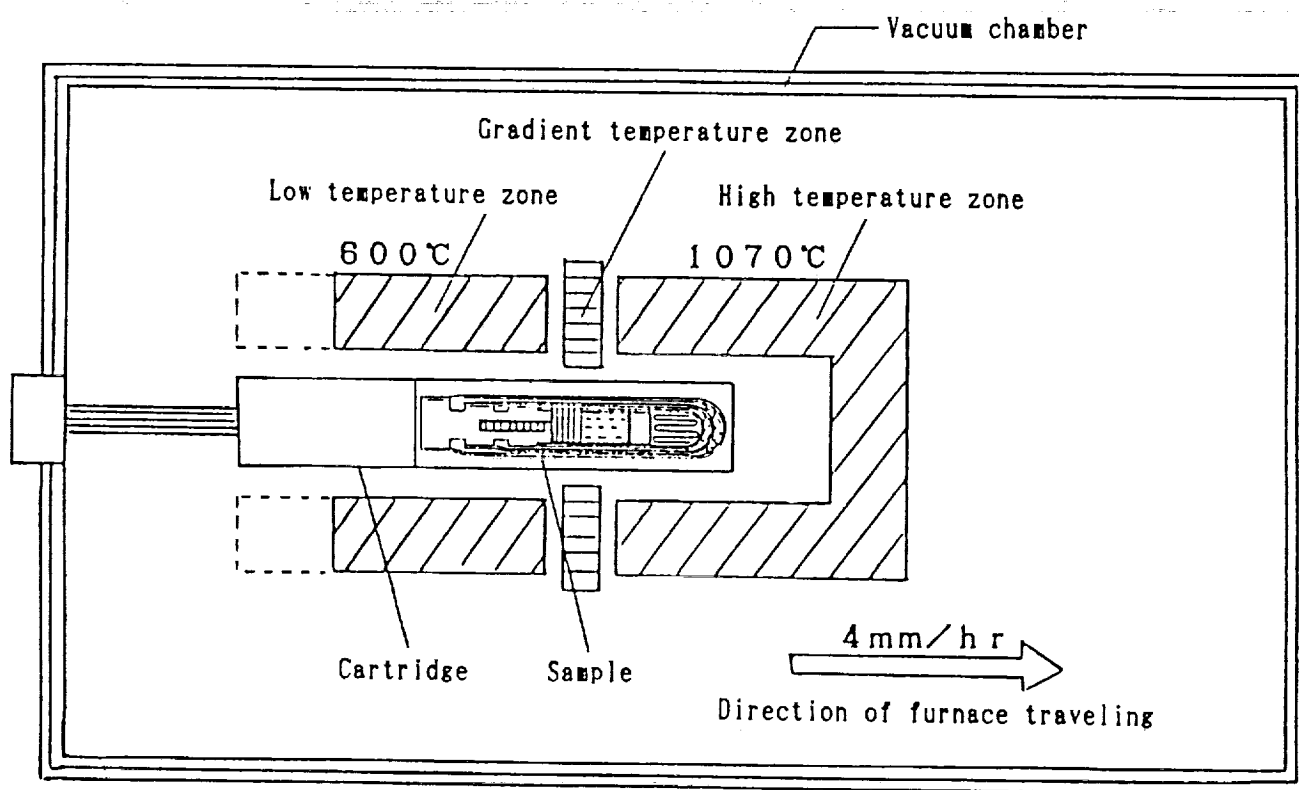 Vacuum chamber
Gradient temperature zone
Low temperature zone
High temperature zone
600℃
1070℃
Cartridge
Sample
4mm/hr
Direction of furnace traveling